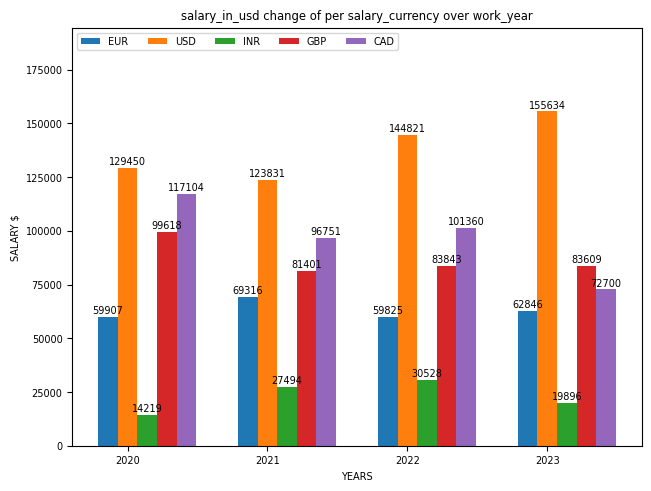 salary_in_usd change of per salary_currency over work_year
EUR USD INR GBP CAD
SALARY $
175000
150000
125000
100000
75000
50000
25000
0
59907 129450 14219 99618 117104
69316 123831 27494 81401 96751
59825 144821 30528 83843 101360
62846 155634 19896 83609 72700
2020 2021 2022 2023
YEARS